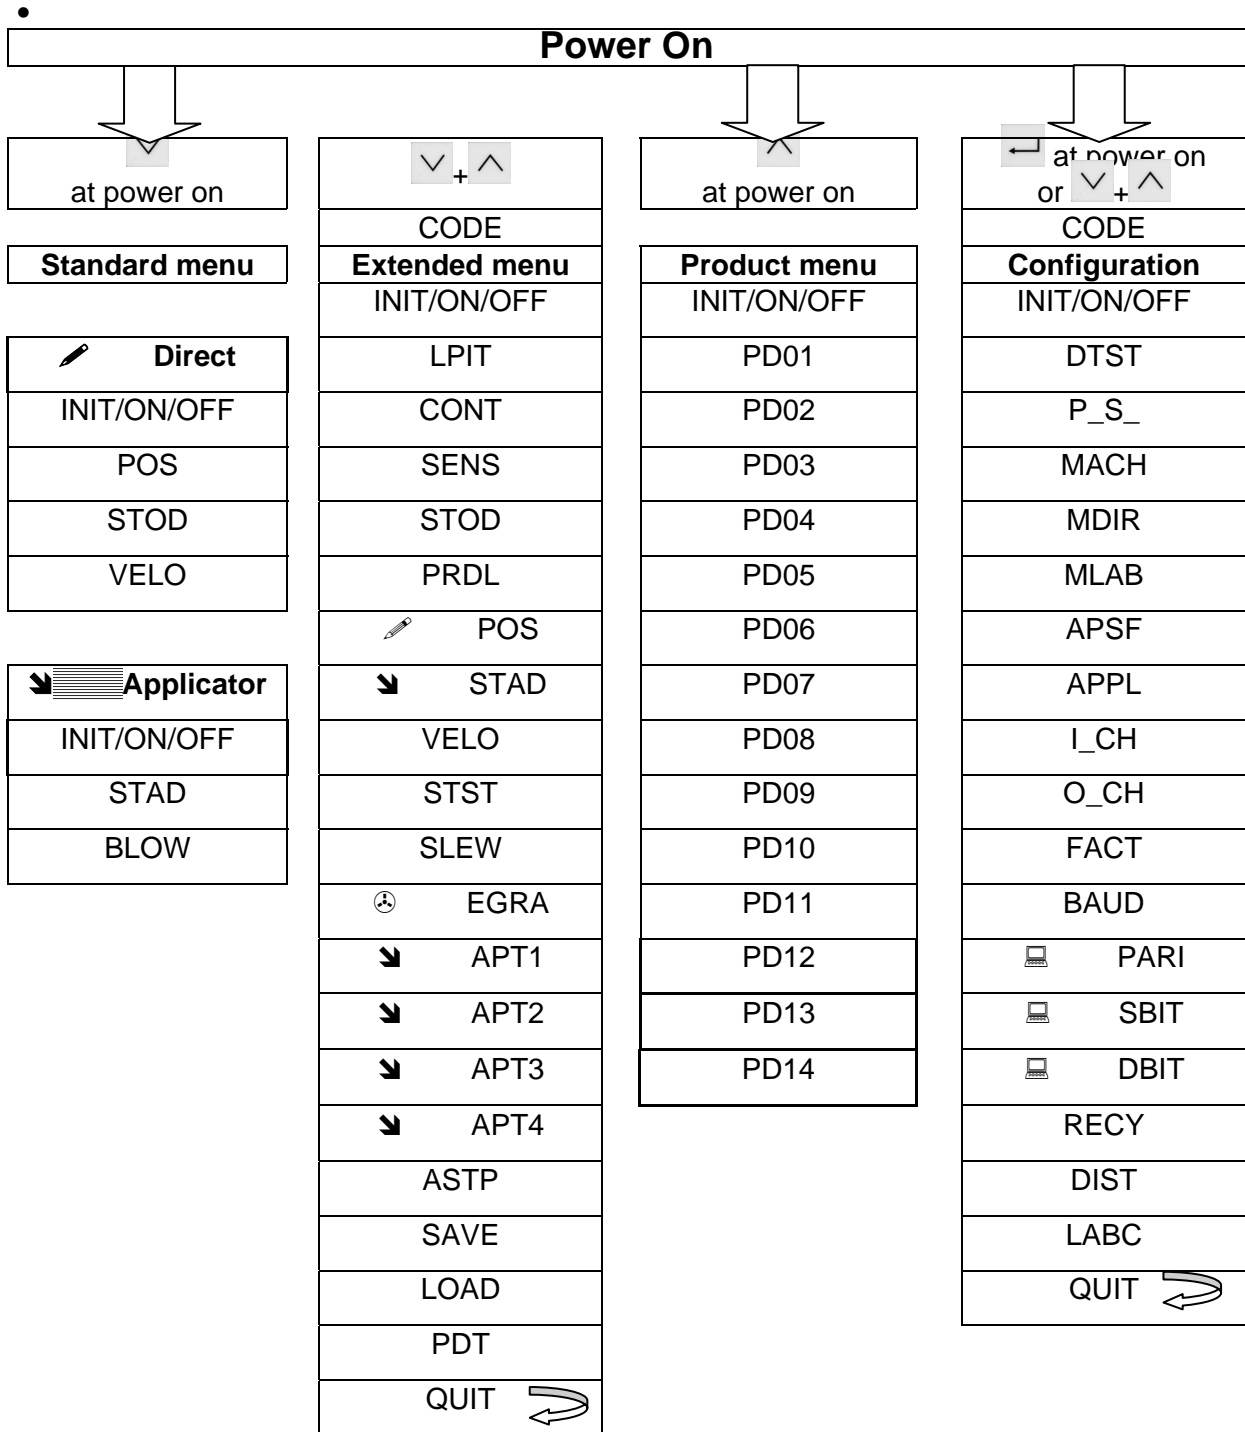 Power On
at power on
Standard menu
Direct
INIT/ON/OFF
POS
STOD
VELO
Applicator
INIT/ON/OFF
STAD
BLOW
+
CODE
Extended menu
INIT/ON/OFF
LPIT
CONT
SENS
STOD
PRDL
POS
STAD
VELO
STST
SLEW
EGRA
APT1
APT2
APT3
APT4
ASTP
SAVE
LOAD
PDT
QUIT
at power on
Product menu
INIT/ON/OFF
PD01
PD02
PD03
PD04
PD05
PD06
PD07
PD08
PD09
PD10
PD11
PD12
PD13
PD14
at power on
or +
CODE
Configuration
INIT/ON/OFF
DTST
P_S_
MACH
MDIR
MLAB
APSF
APPL
I_CH
O_CH
FACT
BAUD
PARI
SBIT
DBIT
RECY
DIST
LABC
QUIT